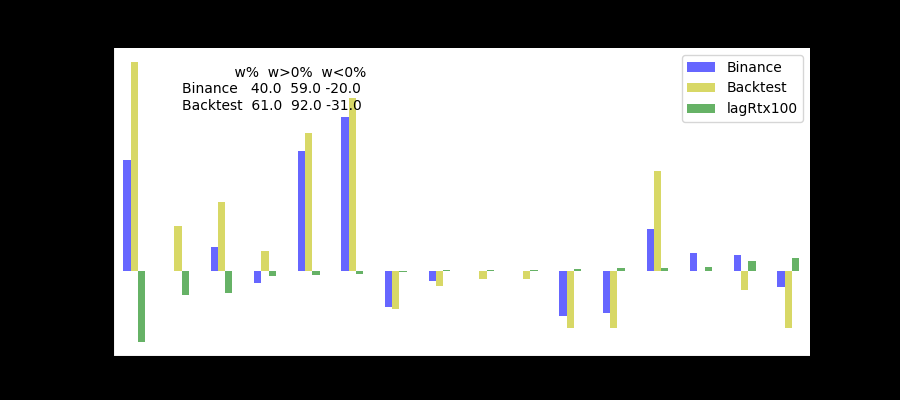 w% w>0% w<0%
Binance 40.0 59.0 -20.0
Backtest 61.0 92.0 -31.0
Binance
Backtest
lagRtx100